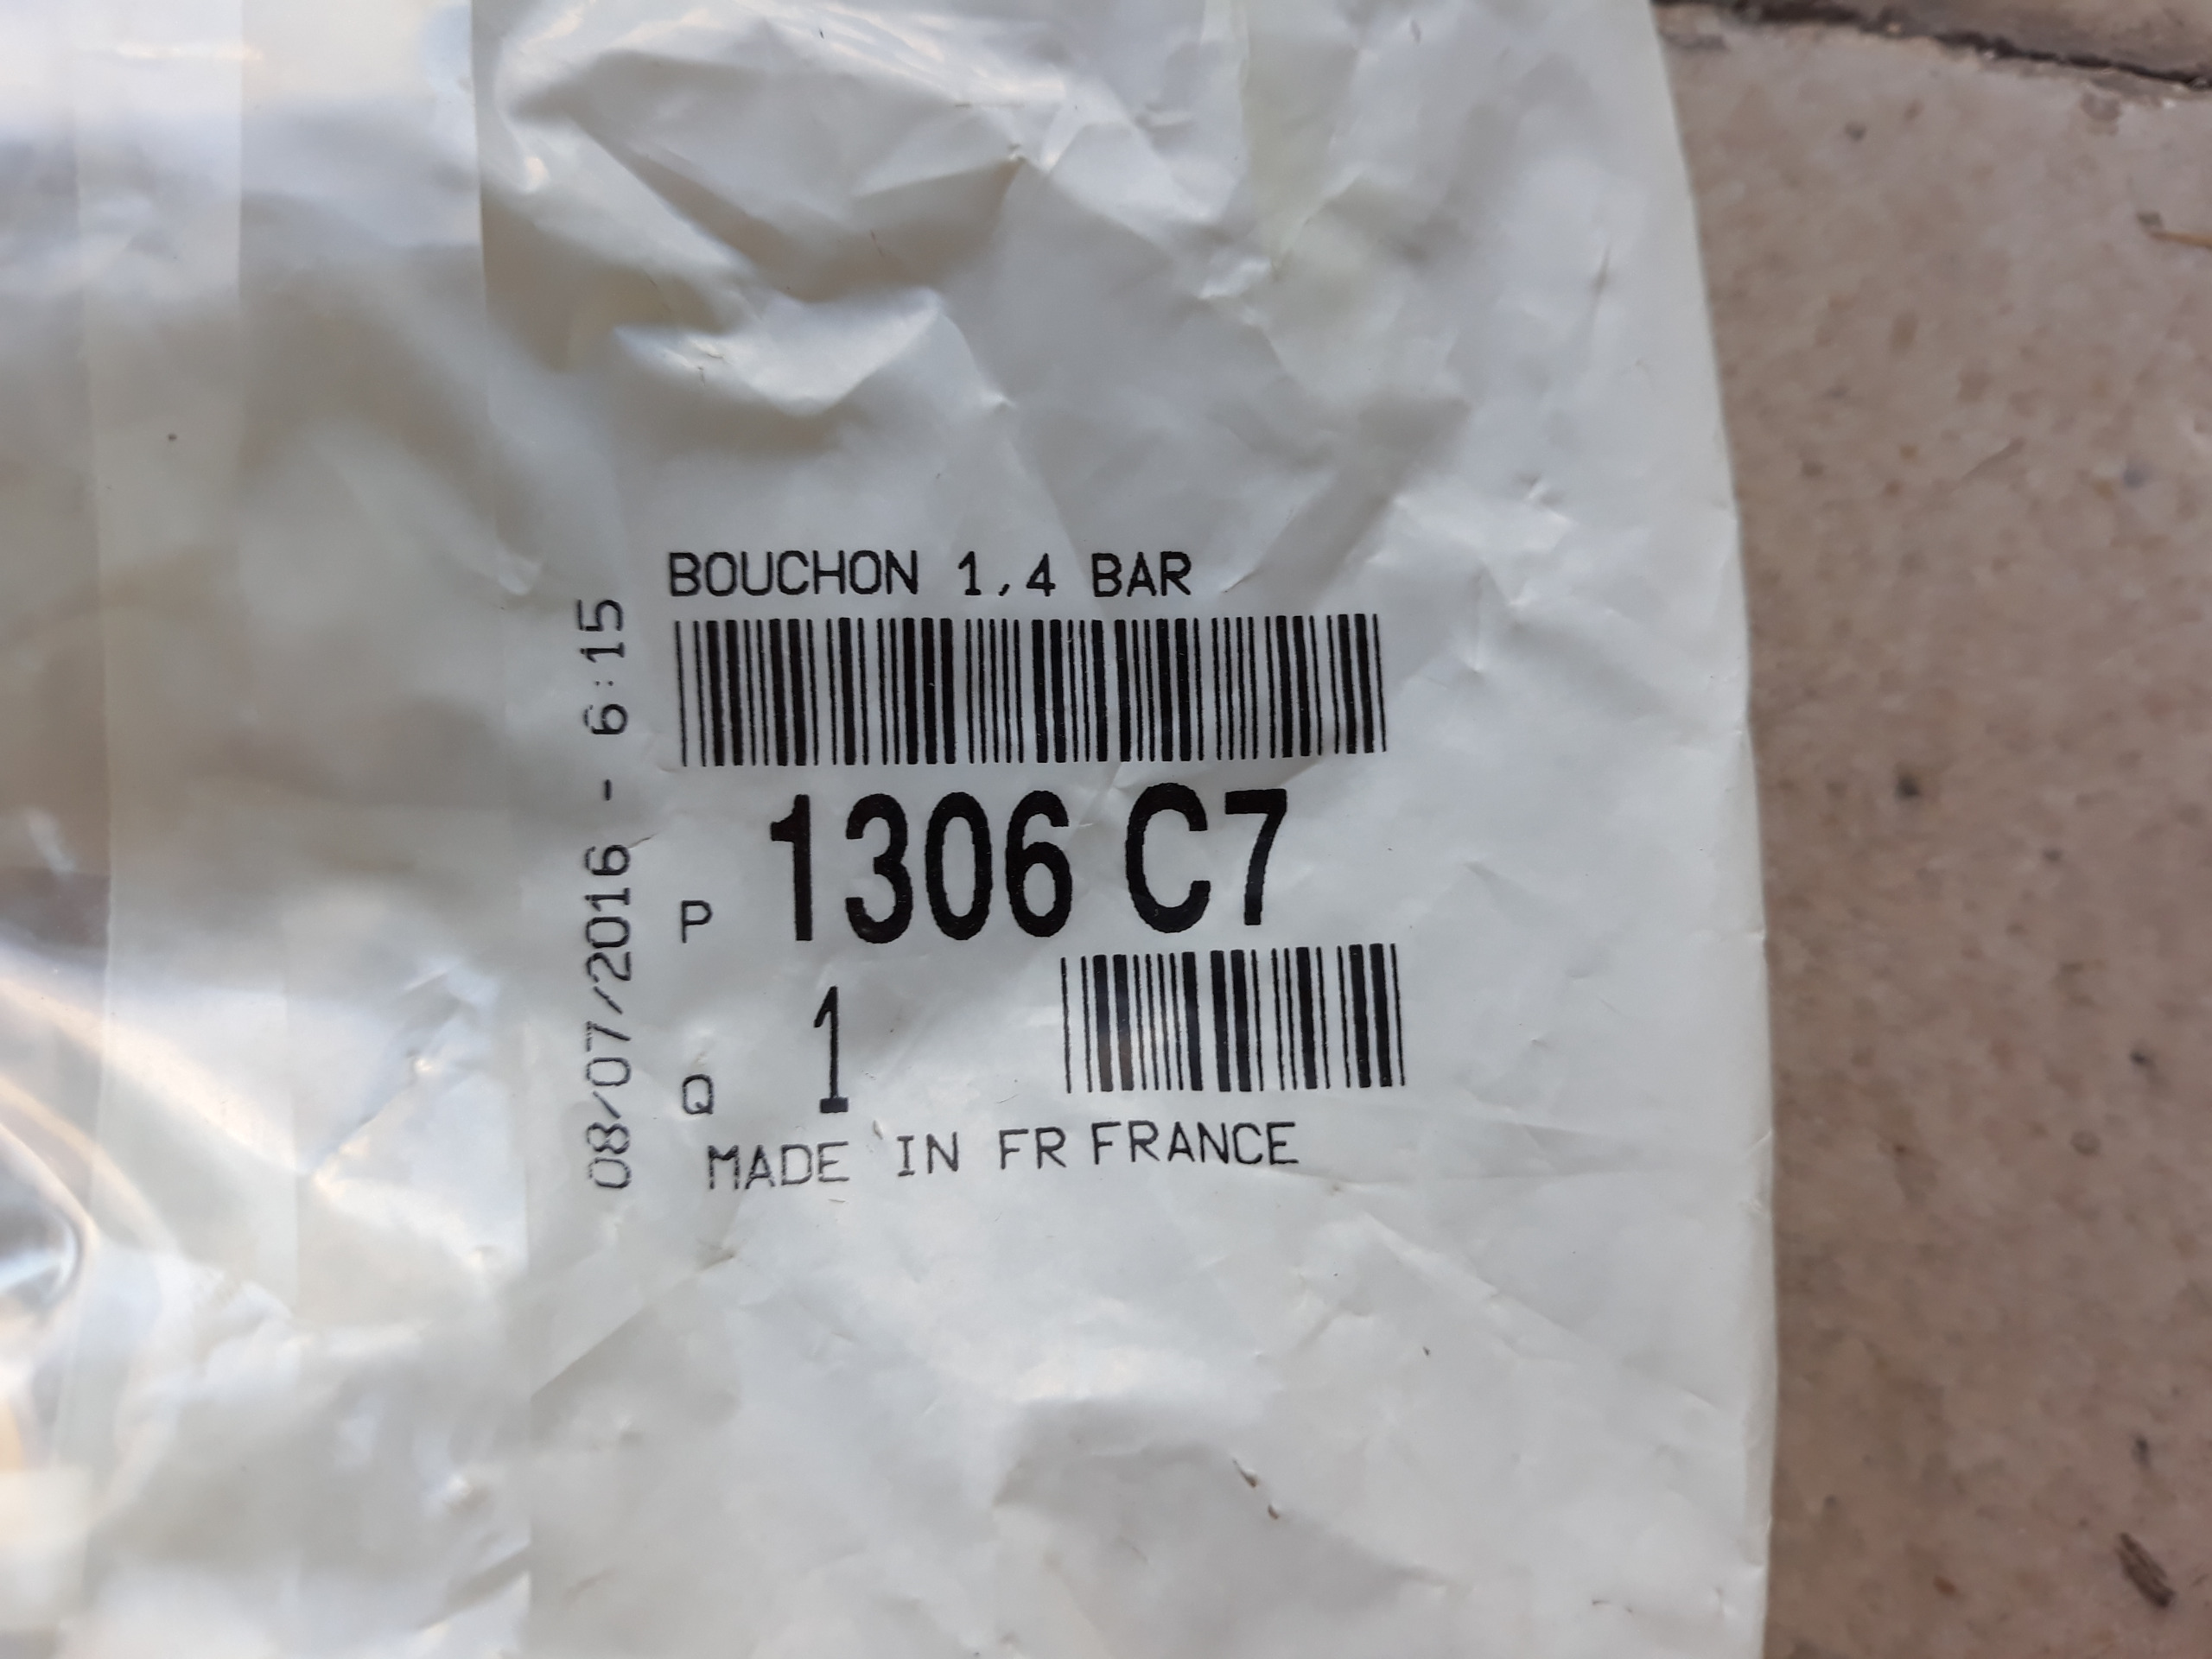 BOUCHON 1,4 BAR
P 1306 C7
Q 1
MADE IN FR FRANCE
08/07/2016 - 6:15